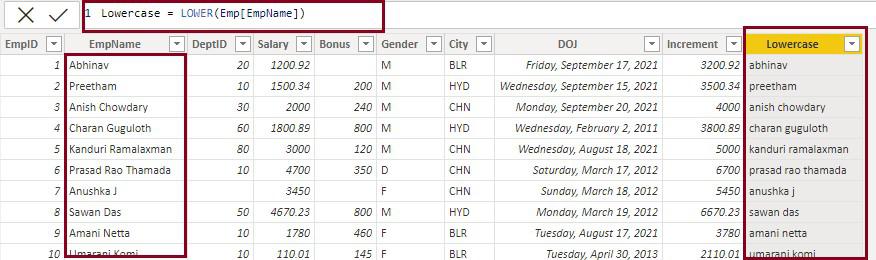 1 Lowercase = LOWER(Emp[EmpName])
EmpID EmpName DeptID Salary Bonus Gender City DOJ Increment Lowercase
1 Abhinav 20 1200.92 M BLR Friday, September 17, 2021 3200.92 abhinav
2 Preetham 10 1500.34 200 M HYD Wednesday, September 15, 2021 3500.34 preetham
3 Anish Chowdary 30 2000 240 M CHN Monday, September 20, 2021 4000 anish chowdary
4 Charan Guguloth 60 1800.89 800 M HYD Wednesday, February 2, 2011 3800.89 charan guguloth
5 Kanduri Ramalaxman 80 3000 120 M CHN Wednesday, August 18, 2021 5000 kanduri ramalaxman
6 Prasad Rao Thamada 10 4700 350 D CHN Saturday, March 17, 2012 6700 prasad rao thamada
7 Anushka J 3450 F CHN Sunday, March 18, 2012 5450 anushka j
8 Sawan Das 50 4670.23 800 M HYD Monday, March 19, 2012 6670.23 sawan das
9 Amani Netta 10 1780 460 F BLR Tuesday, August 17, 2021 3780 amani netta
10 Umarani Komi 10 110.01 145 F BLR Tuesday, April 30, 2013 2110.01 umarani komi